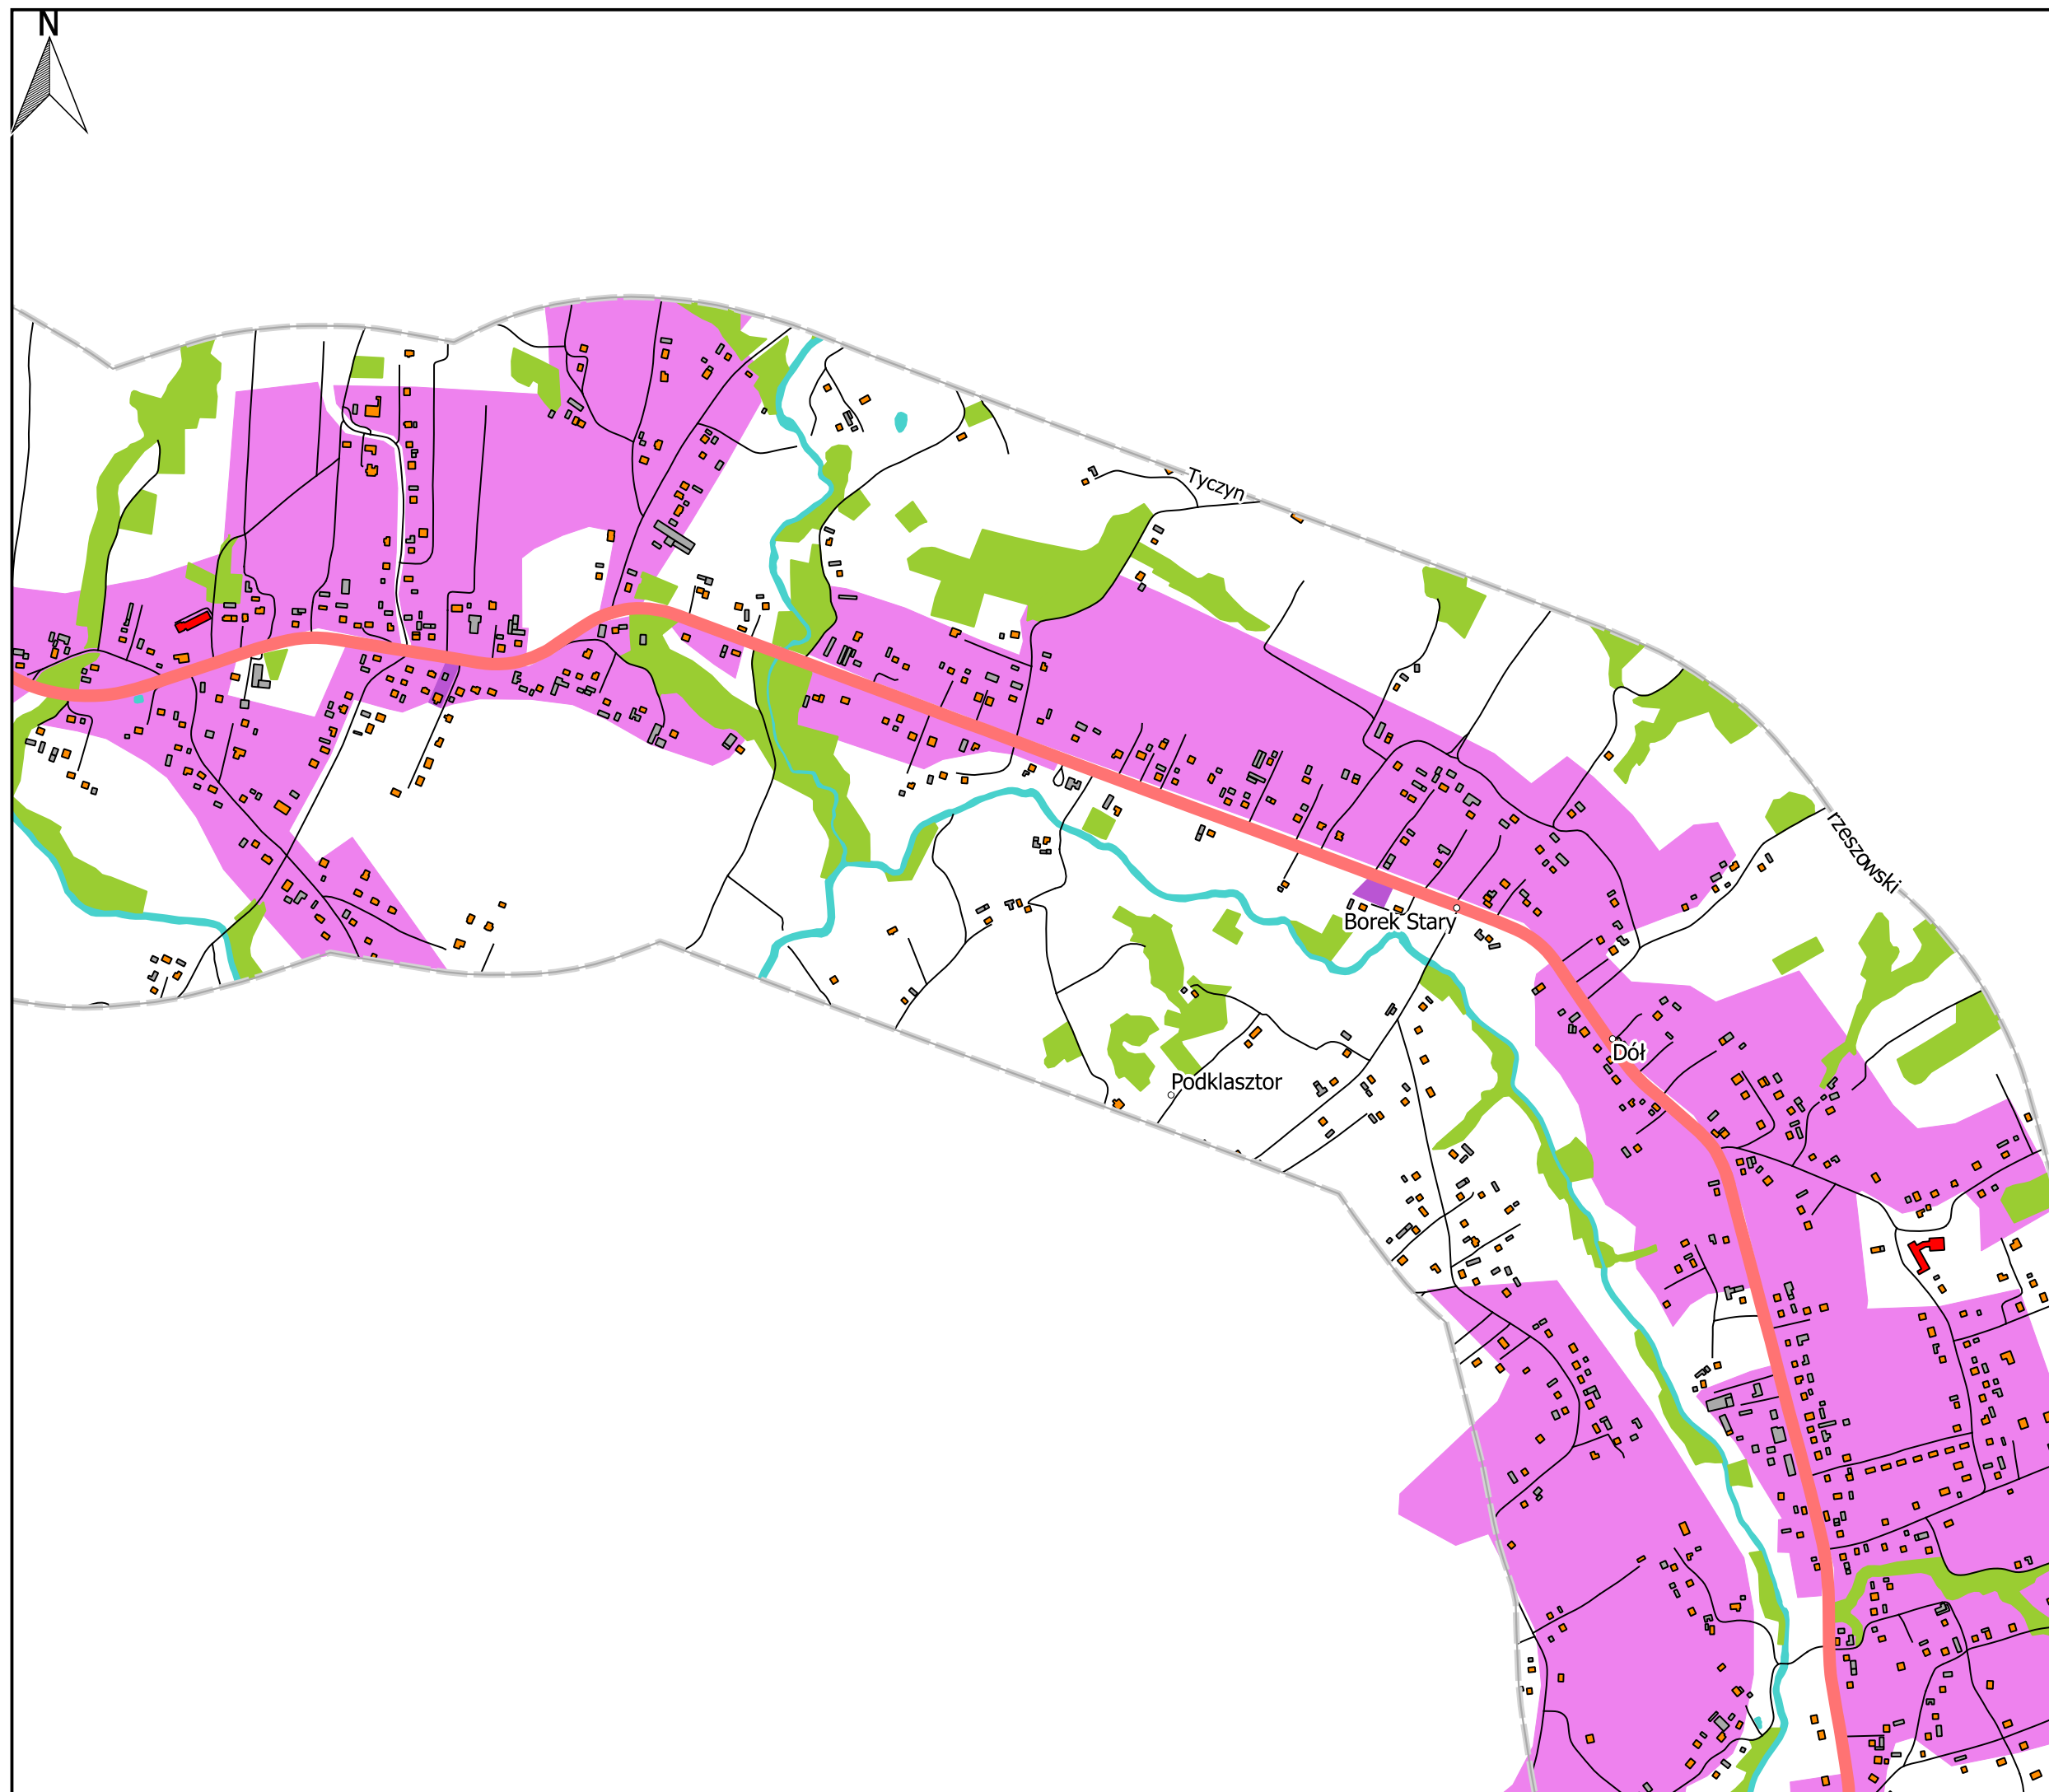 N
Tyczyn
rzeszowski
Borek Stary
Dół
Podklasztor